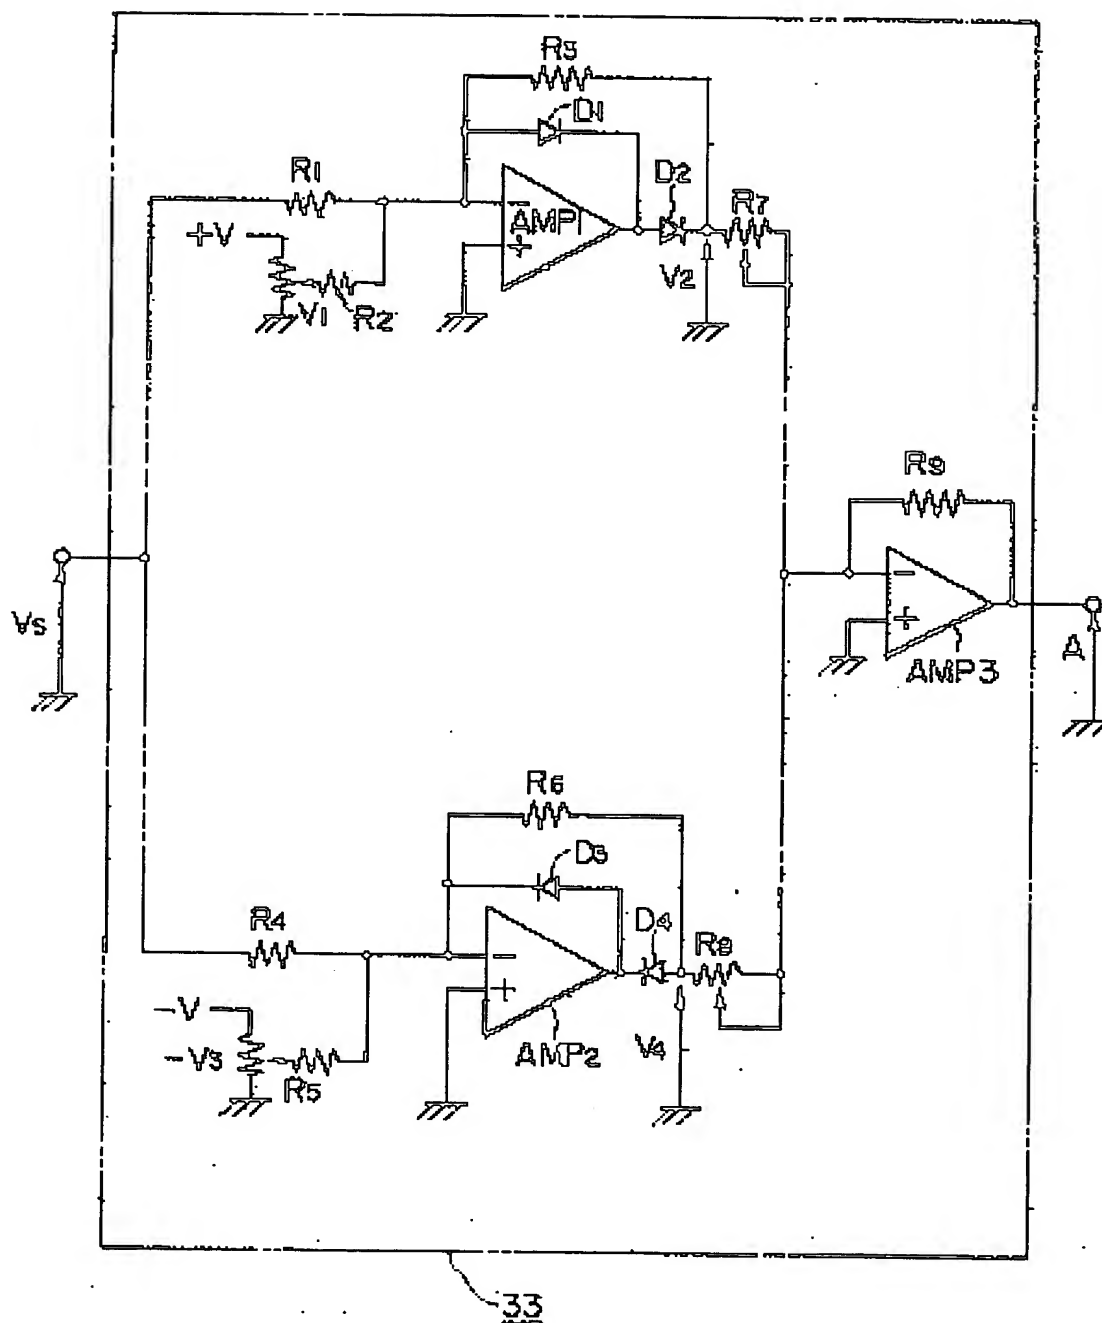 R3
D1
R1
D2
R7
AMP1
−
+
+V
V1
R2
V2
R9
−
+
Vs
AMP3
A
R6
D3
R4
D4
R8
−
+
−V
−V3
R5
AMP2
V4
33